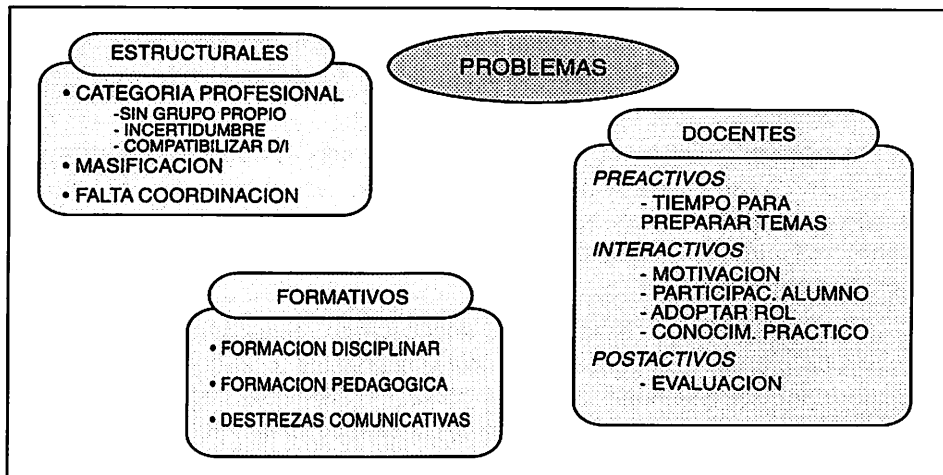 ESTRUCTURALES
• CATEGORIA PROFESIONAL
-SIN GRUPO PROPIO
- INCERTIDUMBRE
- COMPATIBILIZAR D/I
• MASIFICACION
• FALTA COORDINACION
PROBLEMAS
DOCENTES
PREACTIVOS
- TIEMPO PARA
PREPARAR TEMAS
INTERACTIVOS
- MOTIVACION
- PARTICIPAC. ALUMNO
- ADOPTAR ROL
- CONOCIM. PRACTICO
POSTACTIVOS
- EVALUACION
FORMATIVOS
• FORMACION DISCIPLINAR
• FORMACION PEDAGOGICA
• DESTREZAS COMUNICATIVAS